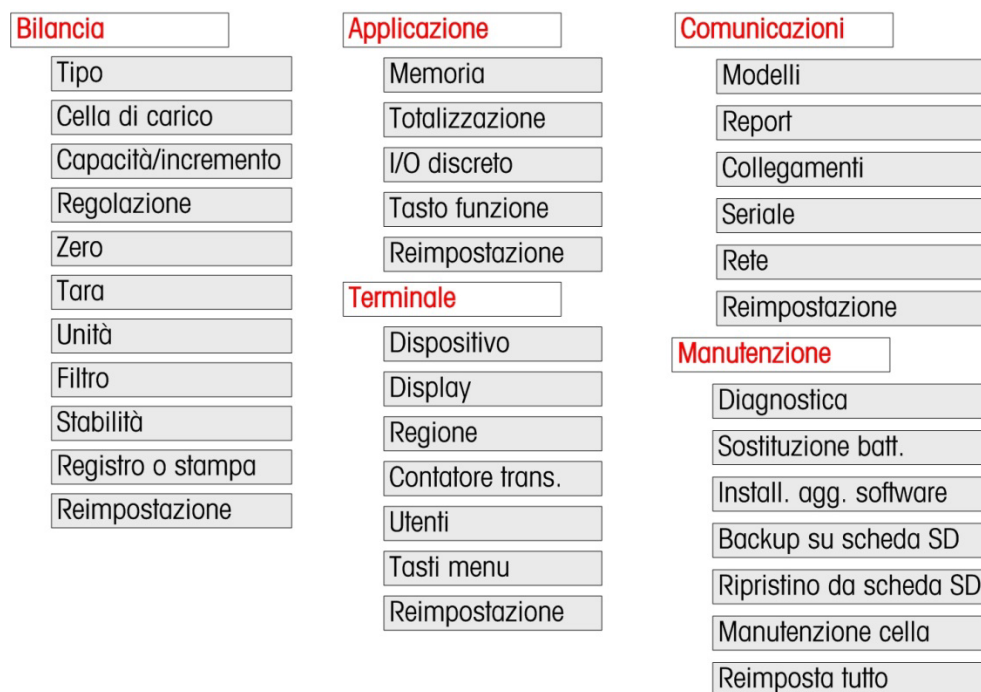 Bilancia
Tipo
Cella di carico
Capacità/incremento
Regolazione
Zero
Tara
Unità
Filtro
Stabilità
Registro o stampa
Reimpostazione
Applicazione
Memoria
Totalizzazione
I/O discreto
Tasto funzione
Reimpostazione
Terminale
Dispositivo
Display
Regione
Contatore trans.
Utenti
Tasti menu
Reimpostazione
Comunicazioni
Modelli
Report
Collegamenti
Seriale
Rete
Reimpostazione
Manutenzione
Diagnostica
Sostituzione batt.
Install. agg. software
Backup su scheda SD
Ripristino da scheda SD
Manutenzione cella
Reimposta tutto